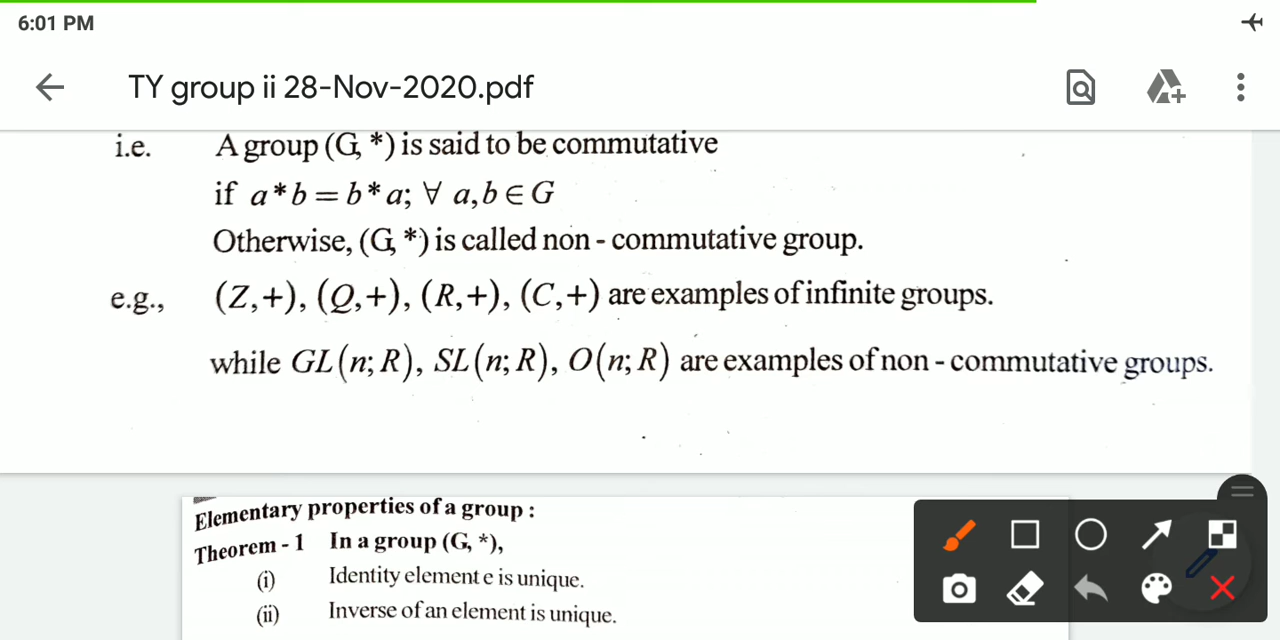 6:01 PM
TY group ii 28-Nov-2020.pdf
i.e. A group (G, *) is said to be commutative
if a * b = b * a; ∀ a, b ∈ G
Otherwise, (G, *) is called non - commutative group.
e.g., (Z,+), (Q,+), (R,+), (C,+) are examples of infinite groups.
while GL(n; R), SL(n; R), O(n; R) are examples of non - commutative groups.
Elementary properties of a group :
Theorem - 1 In a group (G, *),
(i) Identity element e is unique.
(ii) Inverse of an element is unique.